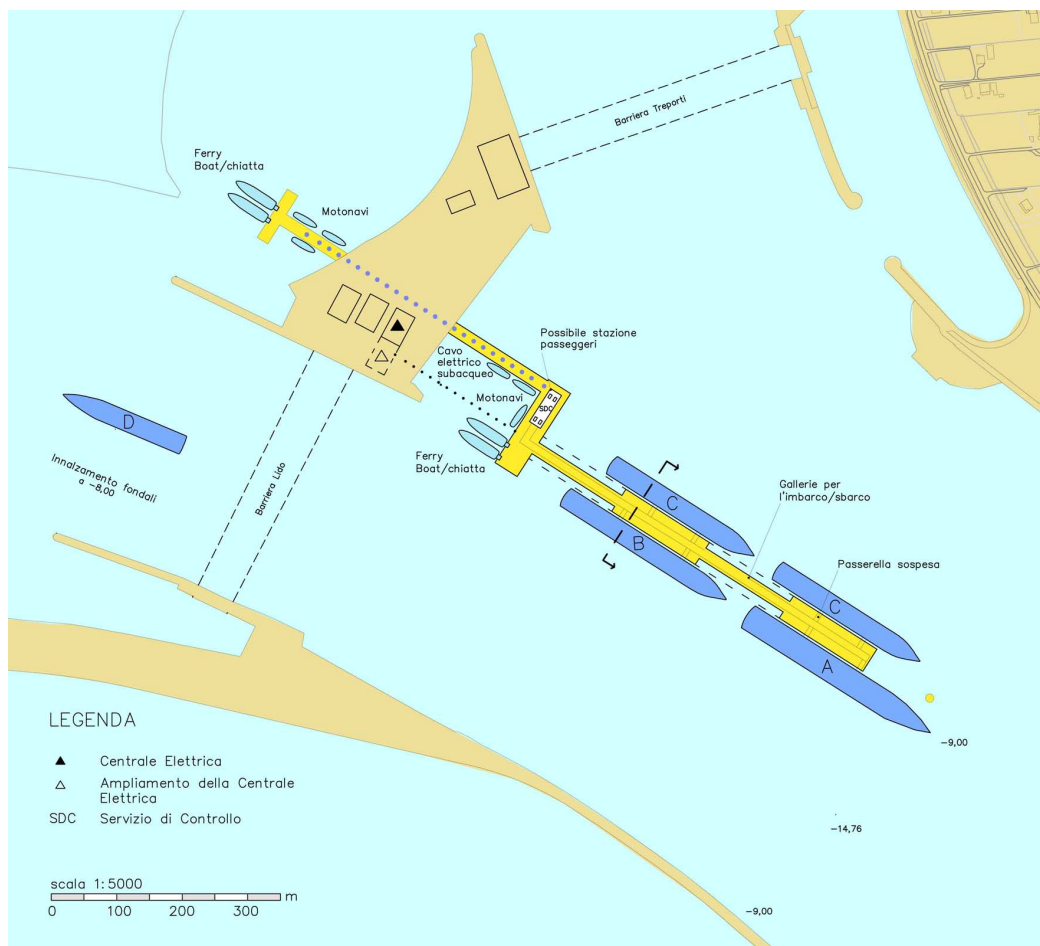 Barriera Treporti
Ferry
Boat/chiatta
Motonavi
Possibile stazione
passeggeri
Cavo
elettrico
subacqueo
SDC
Motonavi
D
Innalzamento fondali
a -8,00
Barriera Lido
Ferry
Boat/chiatta
Gallerie per
l'imbarco/sbarco
C
B
Passerella sospesa
C
A
-9,00
-14,76
-9,00
LEGENDA
Centrale Elettrica
Ampliamento della Centrale
Elettrica
SDC Servizio di Controllo
scala 1:5000
m
0 100 200 300